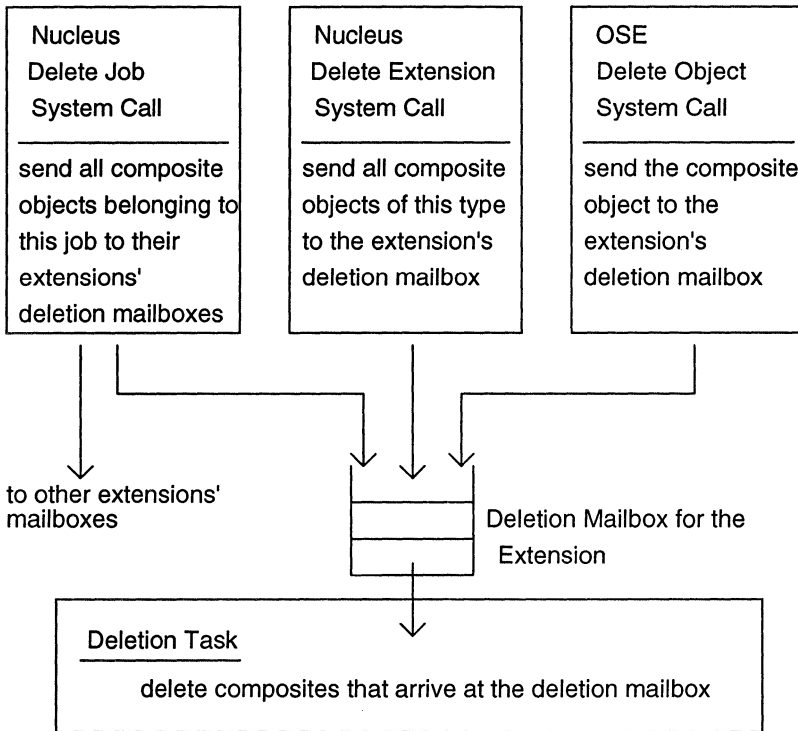 Nucleus
Delete Job
System Call
send all composite
objects belonging to
this job to their
extensions'
deletion mailboxes
Nucleus
Delete Extension
System Call
send all composite
objects of this type
to the extension's
deletion mailbox
OSE
Delete Object
System Call
send the composite
object to the
extension's
deletion mailbox
to other extensions'
mailboxes
Deletion Mailbox for the
Extension
Deletion Task
delete composites that arrive at the deletion mailbox